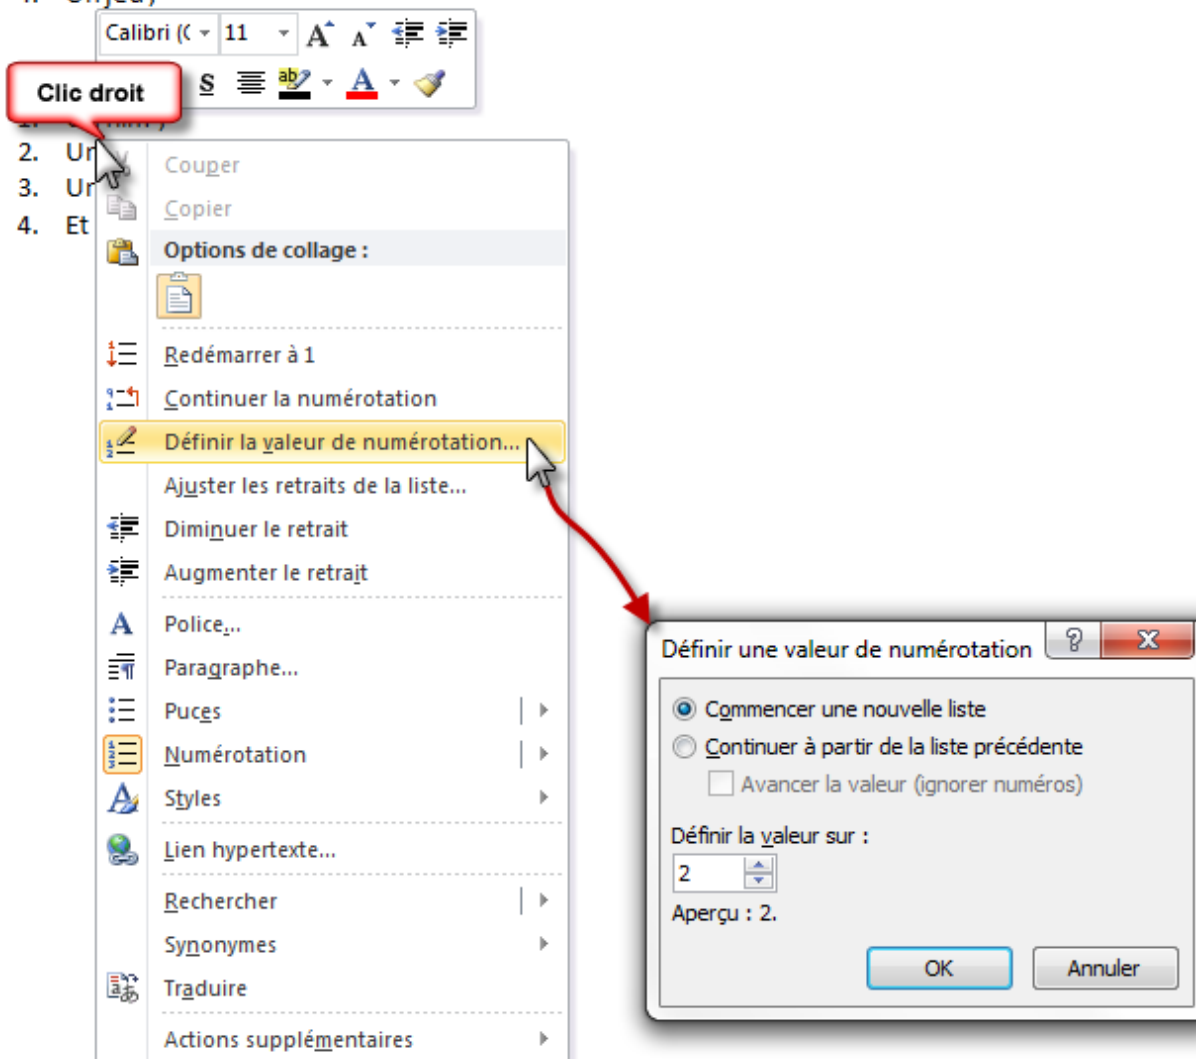 Calibri (C 11
Clic droit
2. Un
3. Un
4. Et
Couper
Copier
Options de collage :
Redémarrer à 1
Continuer la numérotation
Définir la valeur de numérotation...
Ajuster les retraits de la liste...
Diminuer le retrait
Augmenter le retrait
Police...
Paragraphe...
Puces
Numérotation
Styles
Lien hypertexte...
Rechercher
Synonymes
Traduire
Actions supplémentaires
Définir une valeur de numérotation
Commencer une nouvelle liste
Continuer à partir de la liste précédente
Avancer la valeur (ignorer numéros)
Définir la valeur sur :
2
Aperçu : 2.
OK Annuler